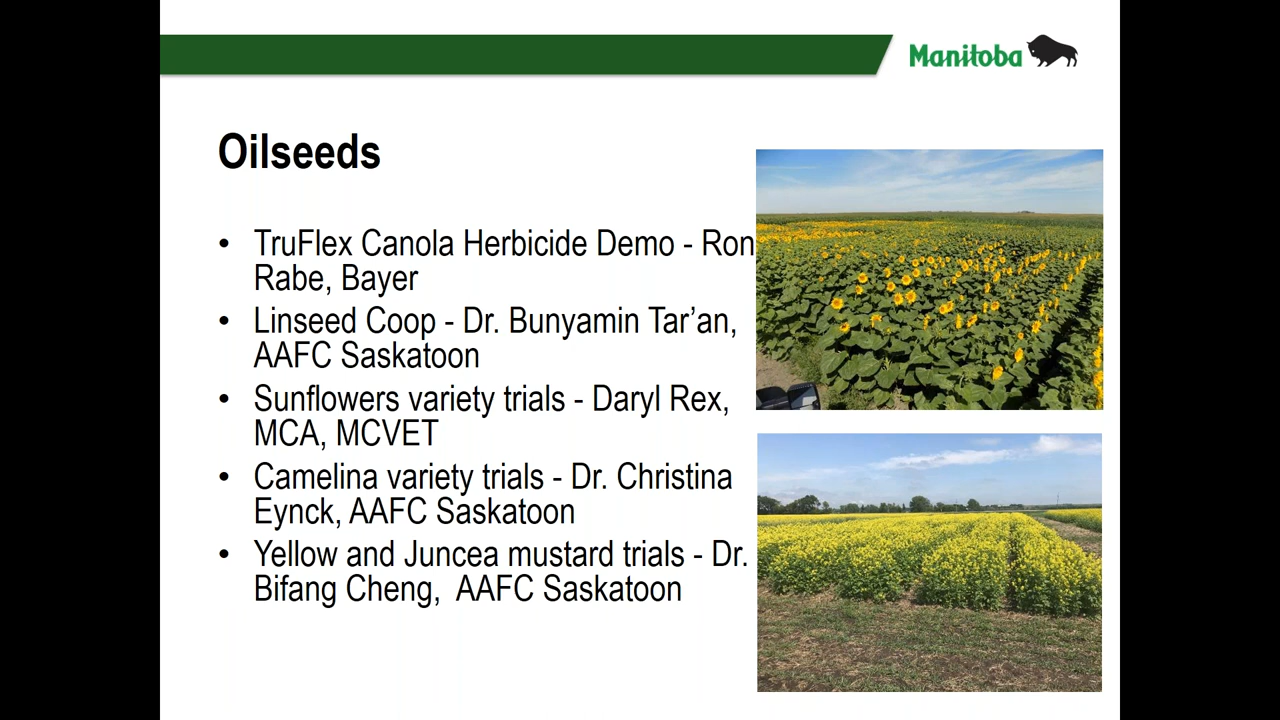 Manitoba
Oilseeds
• TruFlex Canola Herbicide Demo - Ron
Rabe, Bayer
• Linseed Coop - Dr. Bunyamin Tar’an,
AAFC Saskatoon
• Sunflowers variety trials - Daryl Rex,
MCA, MCVET
• Camelina variety trials - Dr. Christina
Eynck, AAFC Saskatoon
• Yellow and Juncea mustard trials - Dr.
Bifang Cheng,  AAFC Saskatoon